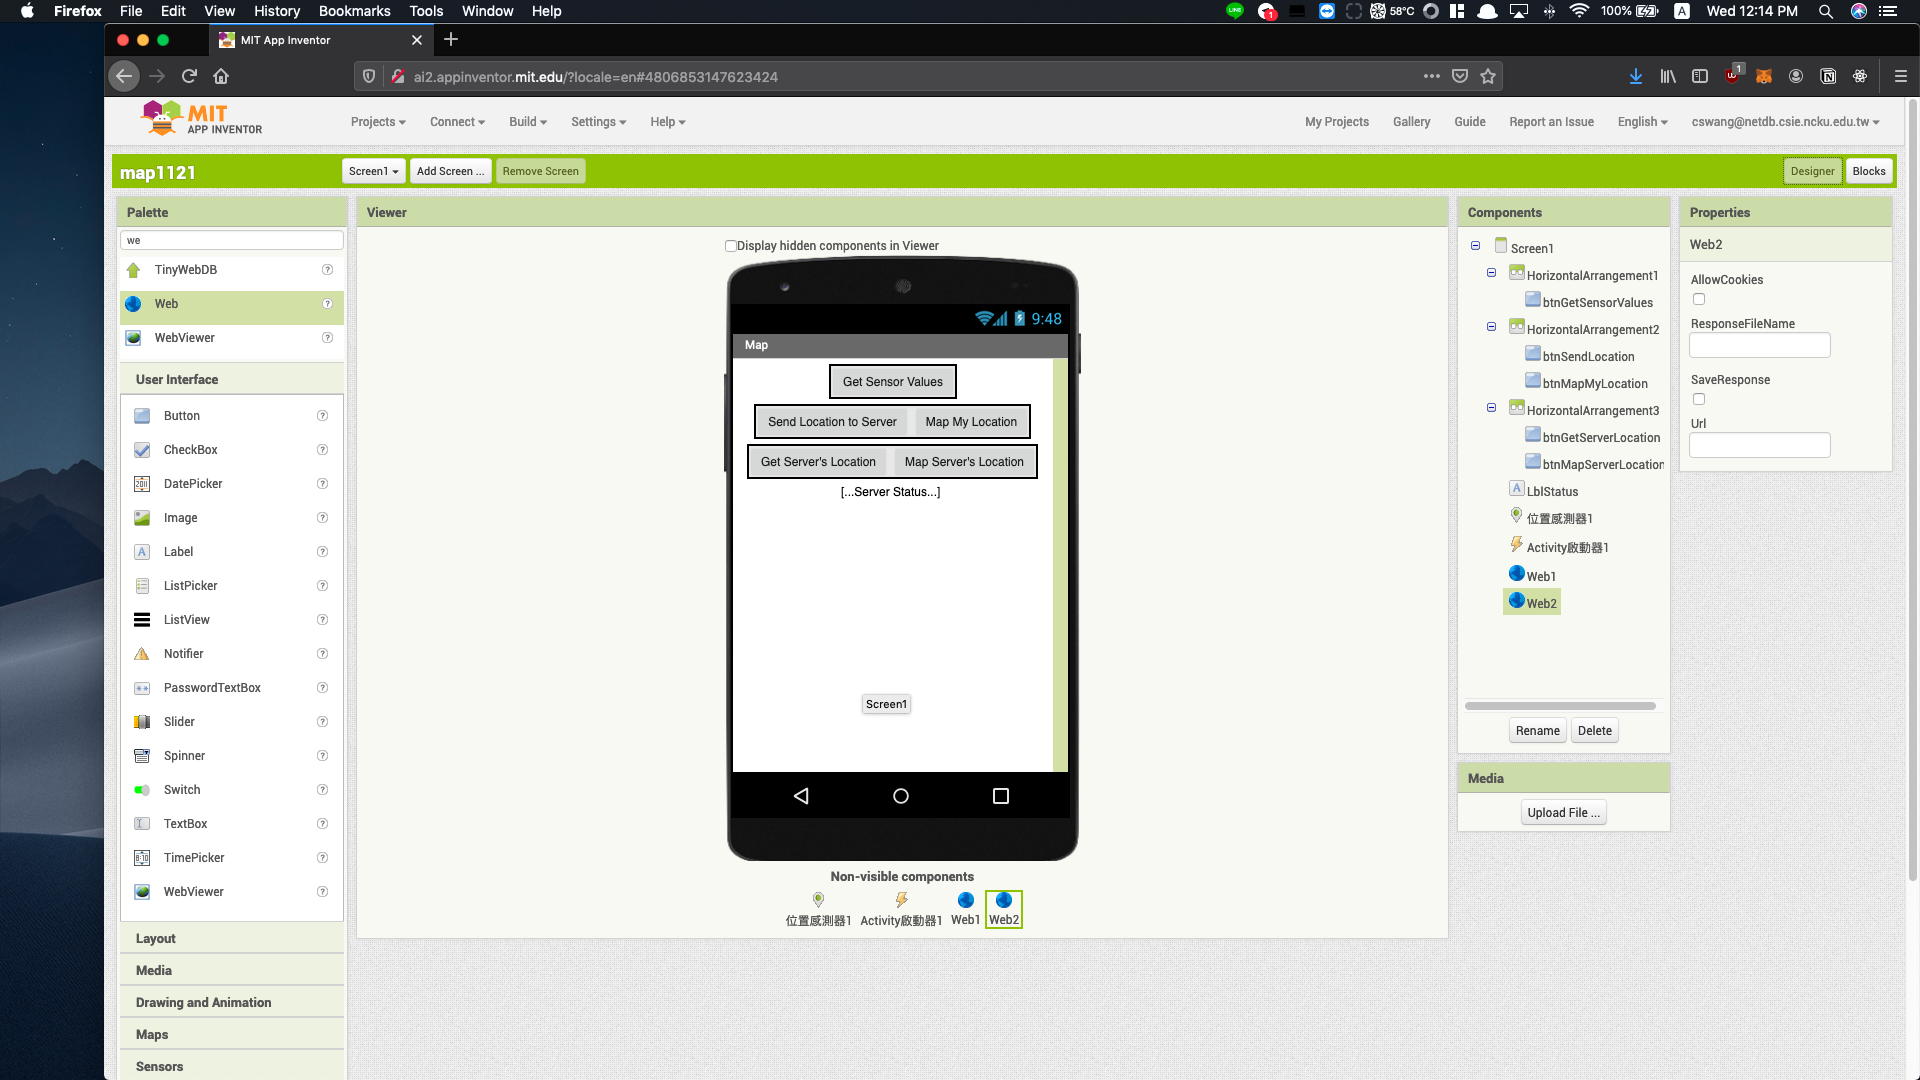 Firefox File Edit View History Bookmarks Tools Window Help
LINE 1 58°C 100% A Wed 12:14 PM
MIT App Inventor
ai2.appinventor.mit.edu/?locale=en#4806853147623424
1
MIT
APP INVENTOR
Projects Connect Build Settings Help My Projects Gallery Guide Report an Issue English cswang@netdb.csie.ncku.edu.tw
map1121 Screen1 Add Screen ... Remove Screen Designer Blocks
Palette
we
TinyWebDB ?
Web ?
WebViewer ?
User Interface
Button ?
CheckBox ?
DatePicker ?
Image ?
Label ?
ListPicker ?
ListView ?
Notifier ?
PasswordTextBox ?
Slider ?
Spinner ?
Switch ?
TextBox ?
TimePicker ?
WebViewer ?
Layout
Media
Drawing and Animation
Maps
Sensors
Viewer
Display hidden components in Viewer
9:48
Map
Get Sensor Values
Send Location to Server Map My Location
Get Server's Location Map Server's Location
[...Server Status...]
Screen1
Non-visible components
位置感測器1 Activity啟動器1 Web1 Web2
Components
Screen1
HorizontalArrangement1
btnGetSensorValues
HorizontalArrangement2
btnSendLocation
btnMapMyLocation
HorizontalArrangement3
btnGetServerLocation
btnMapServerLocation
A LblStatus
位置感測器1
Activity啟動器1
Web1
Web2
Rename Delete
Media
Upload File ...
Properties
Web2
AllowCookies
ResponseFileName
SaveResponse
Url